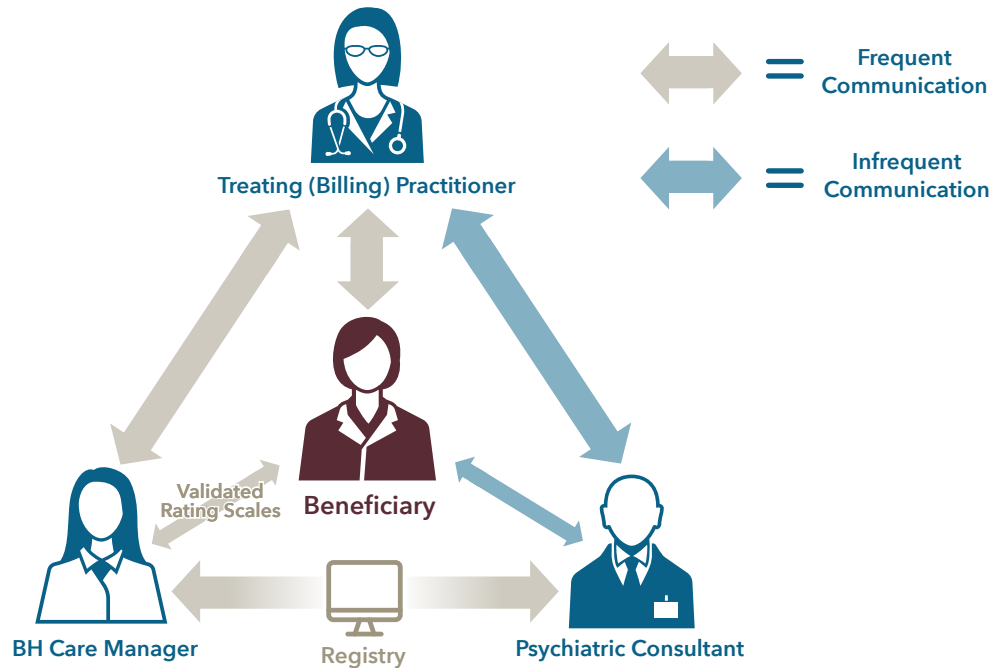 Frequent
Communication
Infrequent
Communication
Treating (Billing) Practitioner
Validated
Rating Scales
Beneficiary
BH Care Manager
Registry
Psychiatric Consultant